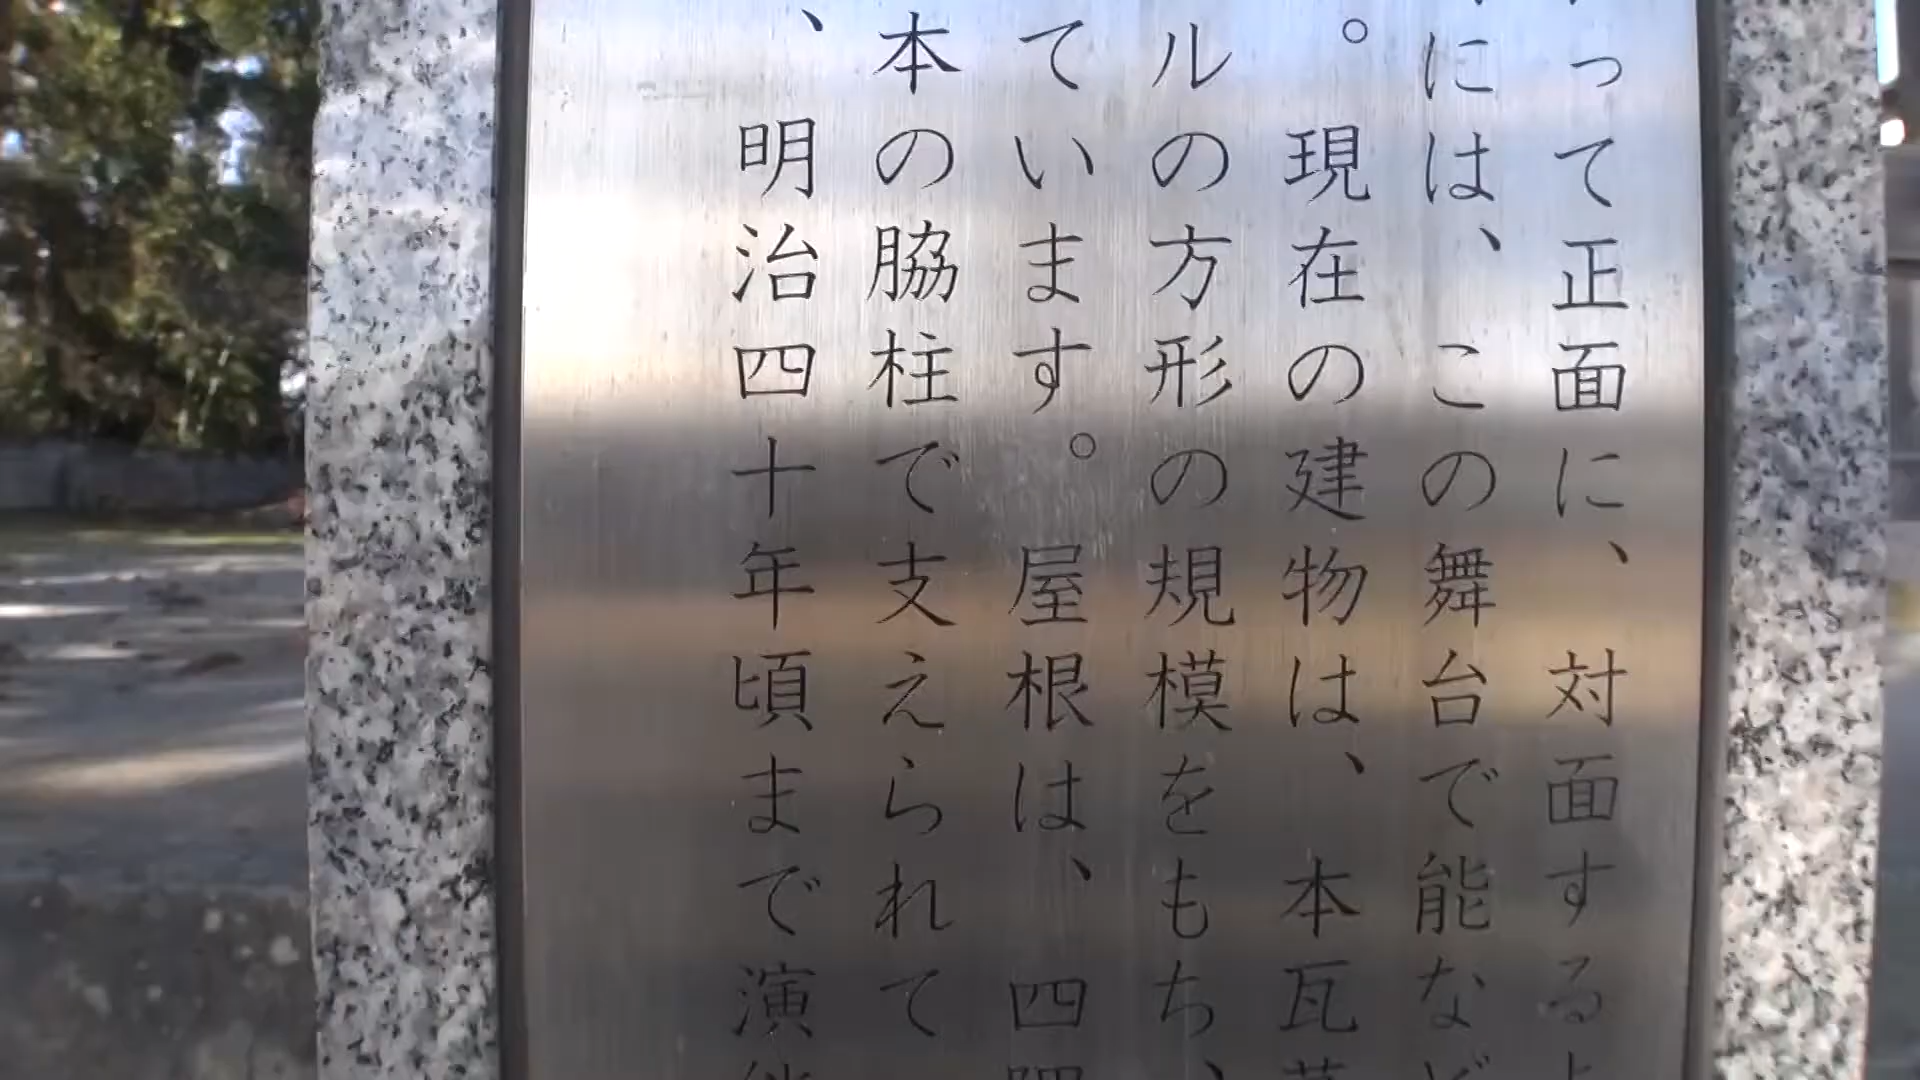 って正面に、対面する
には、この舞台で能な
。現在の建物は、本瓦
ルの方形の規模をもち、
ています。屋根は、四
本の脇柱で支えられて
、明治四十年頃まで演